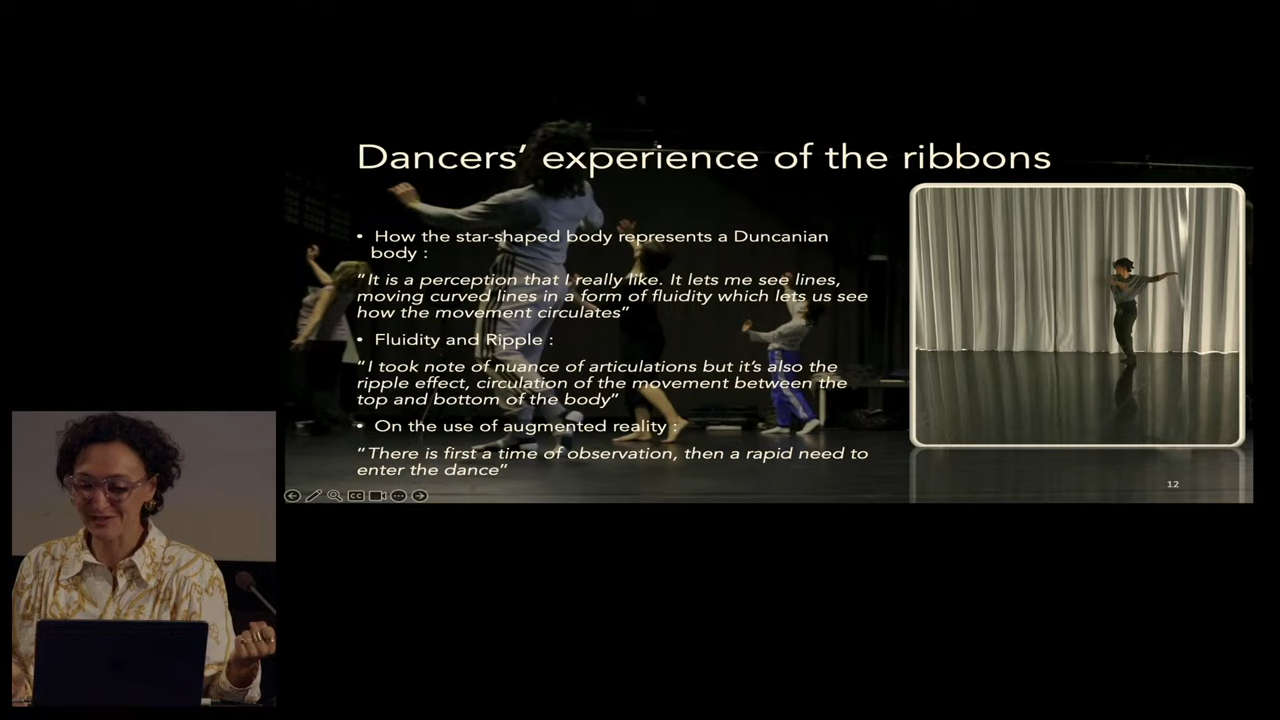 Dancers’ experience of the ribbons
• How the star-shaped body represents a Duncanian
body :
“It is a perception that I really like. It lets me see lines,
moving curved lines in a form of fluidity which lets us see
how the movement circulates”
• Fluidity and Ripple :
“I took note of nuance of articulations but it’s also the
ripple effect, circulation of the movement between the
top and bottom of the body”
• On the use of augmented reality :
“There is first a time of observation, then a rapid need to
enter the dance”
12
CC